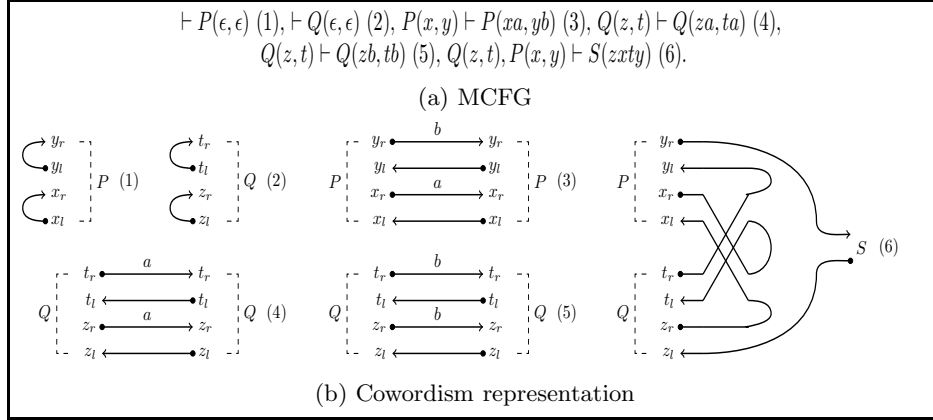 ⊢ P(ϵ, ϵ) (1), ⊢ Q(ϵ, ϵ) (2), P(x, y) ⊢ P(xa, yb) (3), Q(z, t) ⊢ Q(za, ta) (4),
Q(z, t) ⊢ Q(zb, tb) (5), Q(z, t), P(x, y) ⊢ S(zxty) (6).
(a) MCFG
y_r
y_l
x_r
x_l
P (1)
t_r
t_l
z_r
z_l
Q (2)
P
y_r b y_r
y_l y_l
x_r a x_r
x_l x_l
P (3)
Q
t_r a t_r
t_l t_l
z_r a z_r
z_l z_l
Q (4)
Q
t_r b t_r
t_l t_l
z_r b z_r
z_l z_l
Q (5)
P
y_r
y_l
x_r
x_l
Q
t_r
t_l
z_r
z_l
S (6)
(b) Cowordism representation